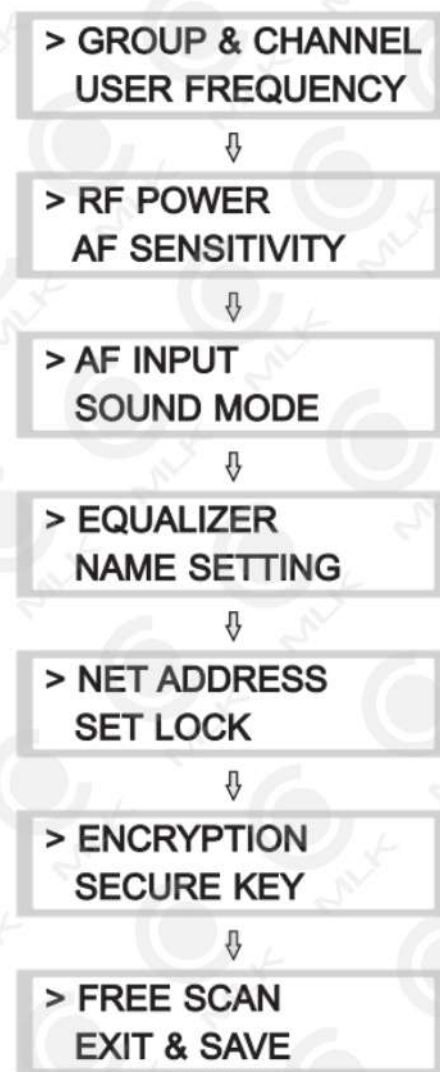 > GROUP & CHANNEL
USER FREQUENCY
> RF POWER
AF SENSITIVITY
> AF INPUT
SOUND MODE
> EQUALIZER
NAME SETTING
> NET ADDRESS
SET LOCK
> ENCRYPTION
SECURE KEY
> FREE SCAN
EXIT & SAVE